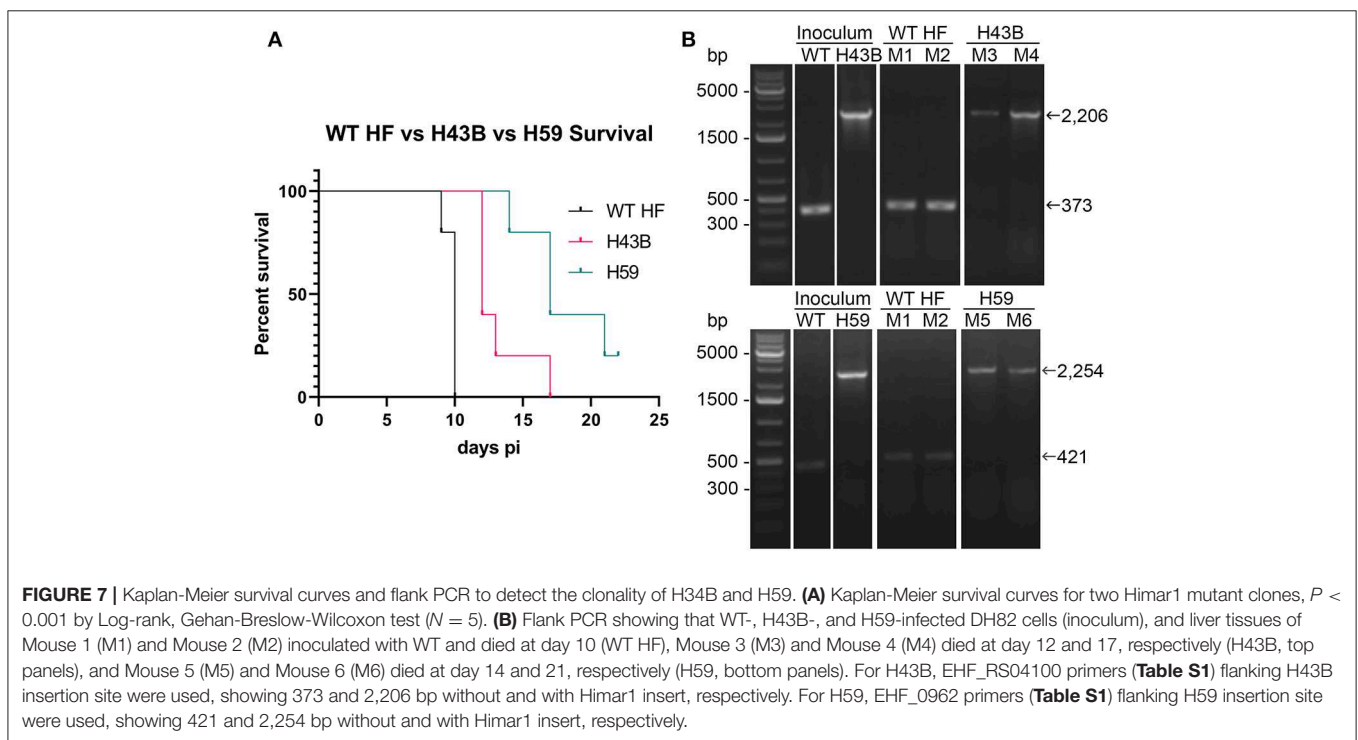 A
WT HF vs H43B vs H59 Survival
Percent survival
100
50
0
0 5 10 15 20 25
days pi
WT HF
H43B
H59
B
Inoculum WT HF H43B
bp WT H43B M1 M2 M3 M4
5000 -
1500 -
500 -
300 -
←2,206
←373
Inoculum WT HF H59
bp WT H59 M1 M2 M5 M6
5000 -
1500 -
500 -
300 -
←2,254
←421
FIGURE 7 | Kaplan-Meier survival curves and flank PCR to detect the clonality of H34B and H59. (A) Kaplan-Meier survival curves for two Himar1 mutant clones, P <
0.001 by Log-rank, Gehan-Breslow-Wilcoxon test (N = 5). (B) Flank PCR showing that WT-, H43B-, and H59-infected DH82 cells (inoculum), and liver tissues of
Mouse 1 (M1) and Mouse 2 (M2) inoculated with WT and died at day 10 (WT HF), Mouse 3 (M3) and Mouse 4 (M4) died at day 12 and 17, respectively (H43B, top
panels), and Mouse 5 (M5) and Mouse 6 (M6) died at day 14 and 21, respectively (H59, bottom panels). For H43B, EHF_RS04100 primers (Table S1) flanking H43B
insertion site were used, showing 373 and 2,206 bp without and with Himar1 insert, respectively. For H59, EHF_0962 primers (Table S1) flanking H59 insertion site
were used, showing 421 and 2,254 bp without and with Himar1 insert, respectively.